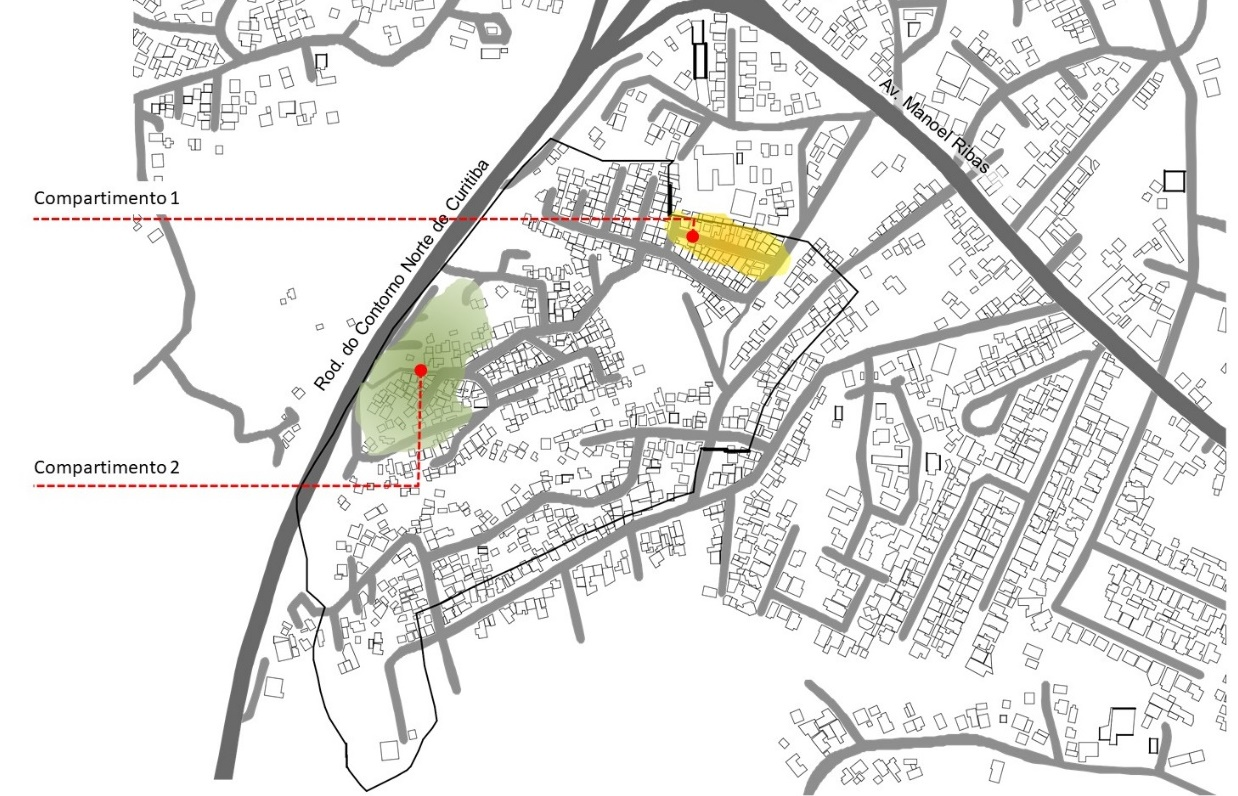 Av. Manoel Ribas
Compartimento 1
Rod. do Contorno Norte de Curitiba
Compartimento 2